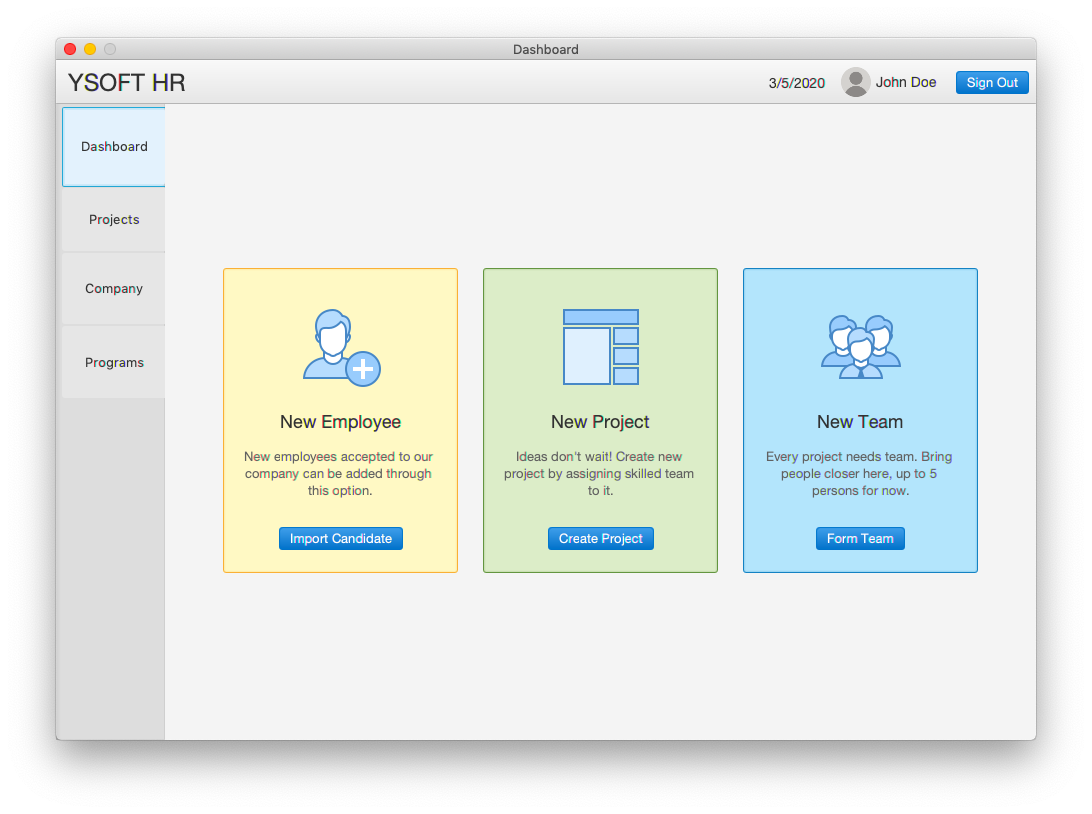 Dashboard
YSOFT HR
3/5/2020
John Doe
Sign Out
Dashboard
Projects
Company
Programs
New Employee
New employees accepted to our
company can be added through
this option.
Import Candidate
New Project
Ideas don't wait! Create new
project by assigning skilled team
to it.
Create Project
New Team
Every project needs team. Bring
people closer here, up to 5
persons for now.
Form Team